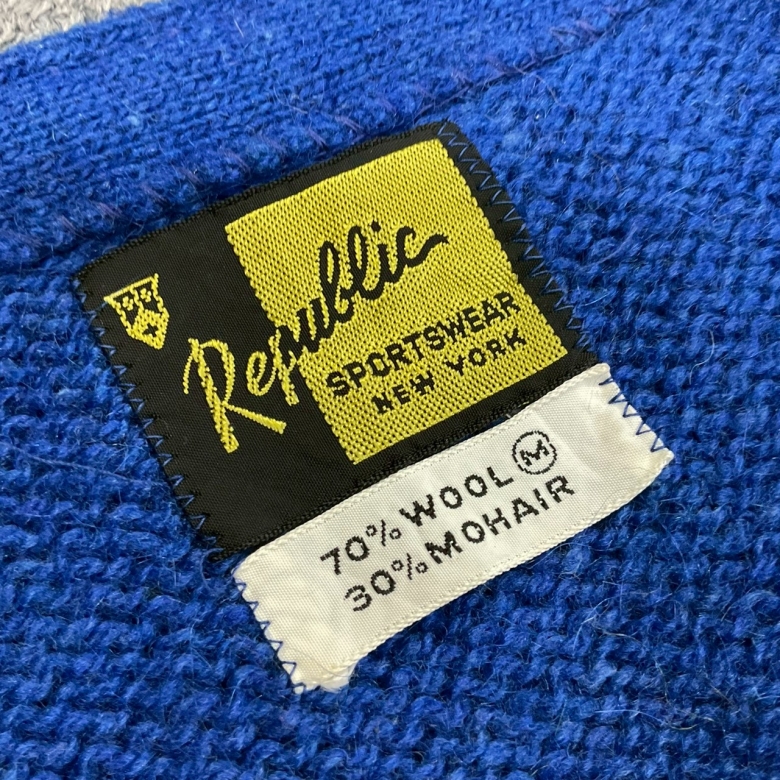 Republic
SPORTSWEAR
NEW YORK
70% WOOL Ⓜ
30% MOHAIR